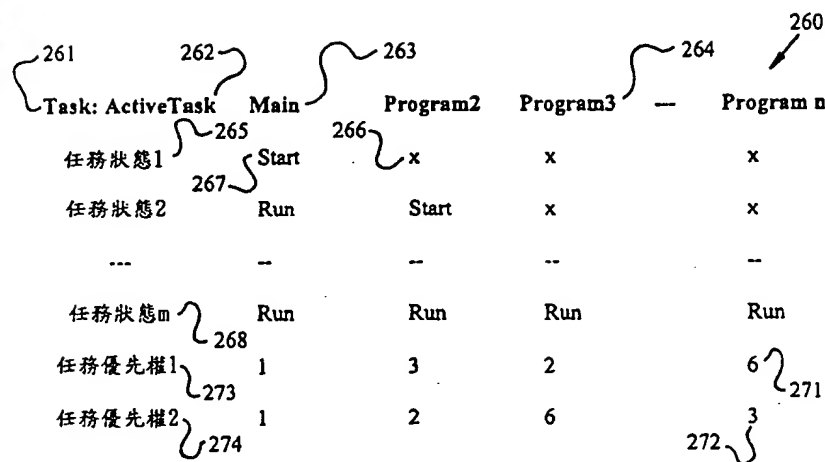 260
261 262 263 264
Task: ActiveTask Main Program2 Program3 — Program n
265 266
任務狀態1 Start x x x
267
任務狀態2 Run Start x x
--- -- -- -- --
任務狀態m Run Run Run Run
268
任務優先權1 1 3 2 6
273 271
任務優先權2 1 2 6 3
274 272